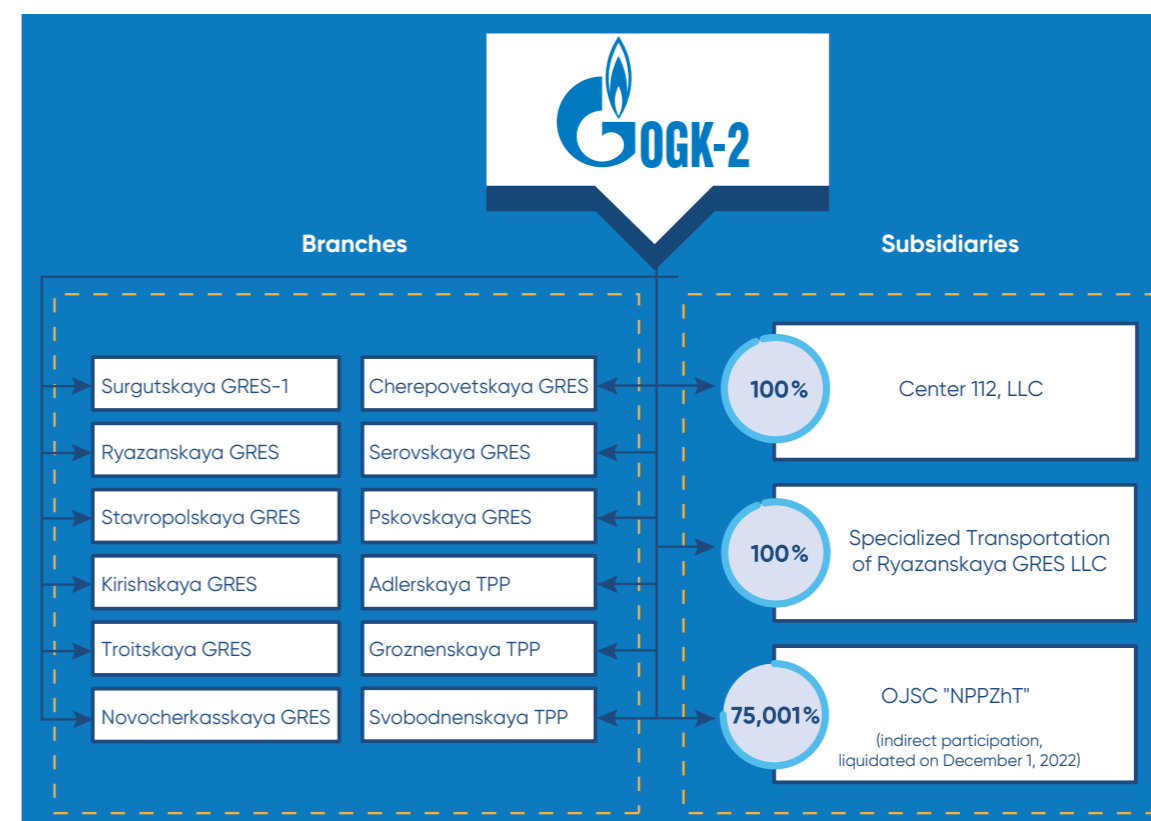 OGK-2
Branches
Subsidiaries
Surgutskaya GRES-1
Ryazanskaya GRES
Stavropolskaya GRES
Kirishskaya GRES
Troitskaya GRES
Novocherkasskaya GRES
Cherepovetskaya GRES
Serovskaya GRES
Pskovskaya GRES
Adlerskaya TPP
Groznenskaya TPP
Svobodnenskaya TPP
100%
Center 112, LLC
100%
Specialized Transportation
of Ryazanskaya GRES LLC
75,001%
OJSC "NPPZhT"
(indirect participation,
liquidated on December 1, 2022)